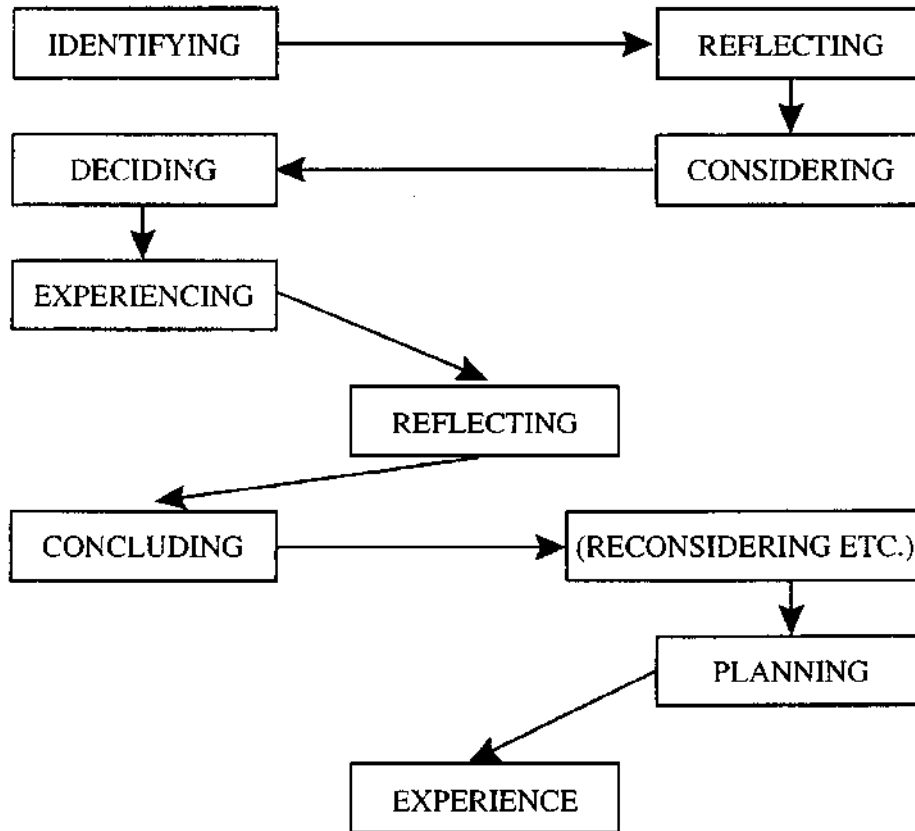 IDENTIFYING
REFLECTING
DECIDING
CONSIDERING
EXPERIENCING
REFLECTING
CONCLUDING
(RECONSIDERING ETC.)
PLANNING
EXPERIENCE